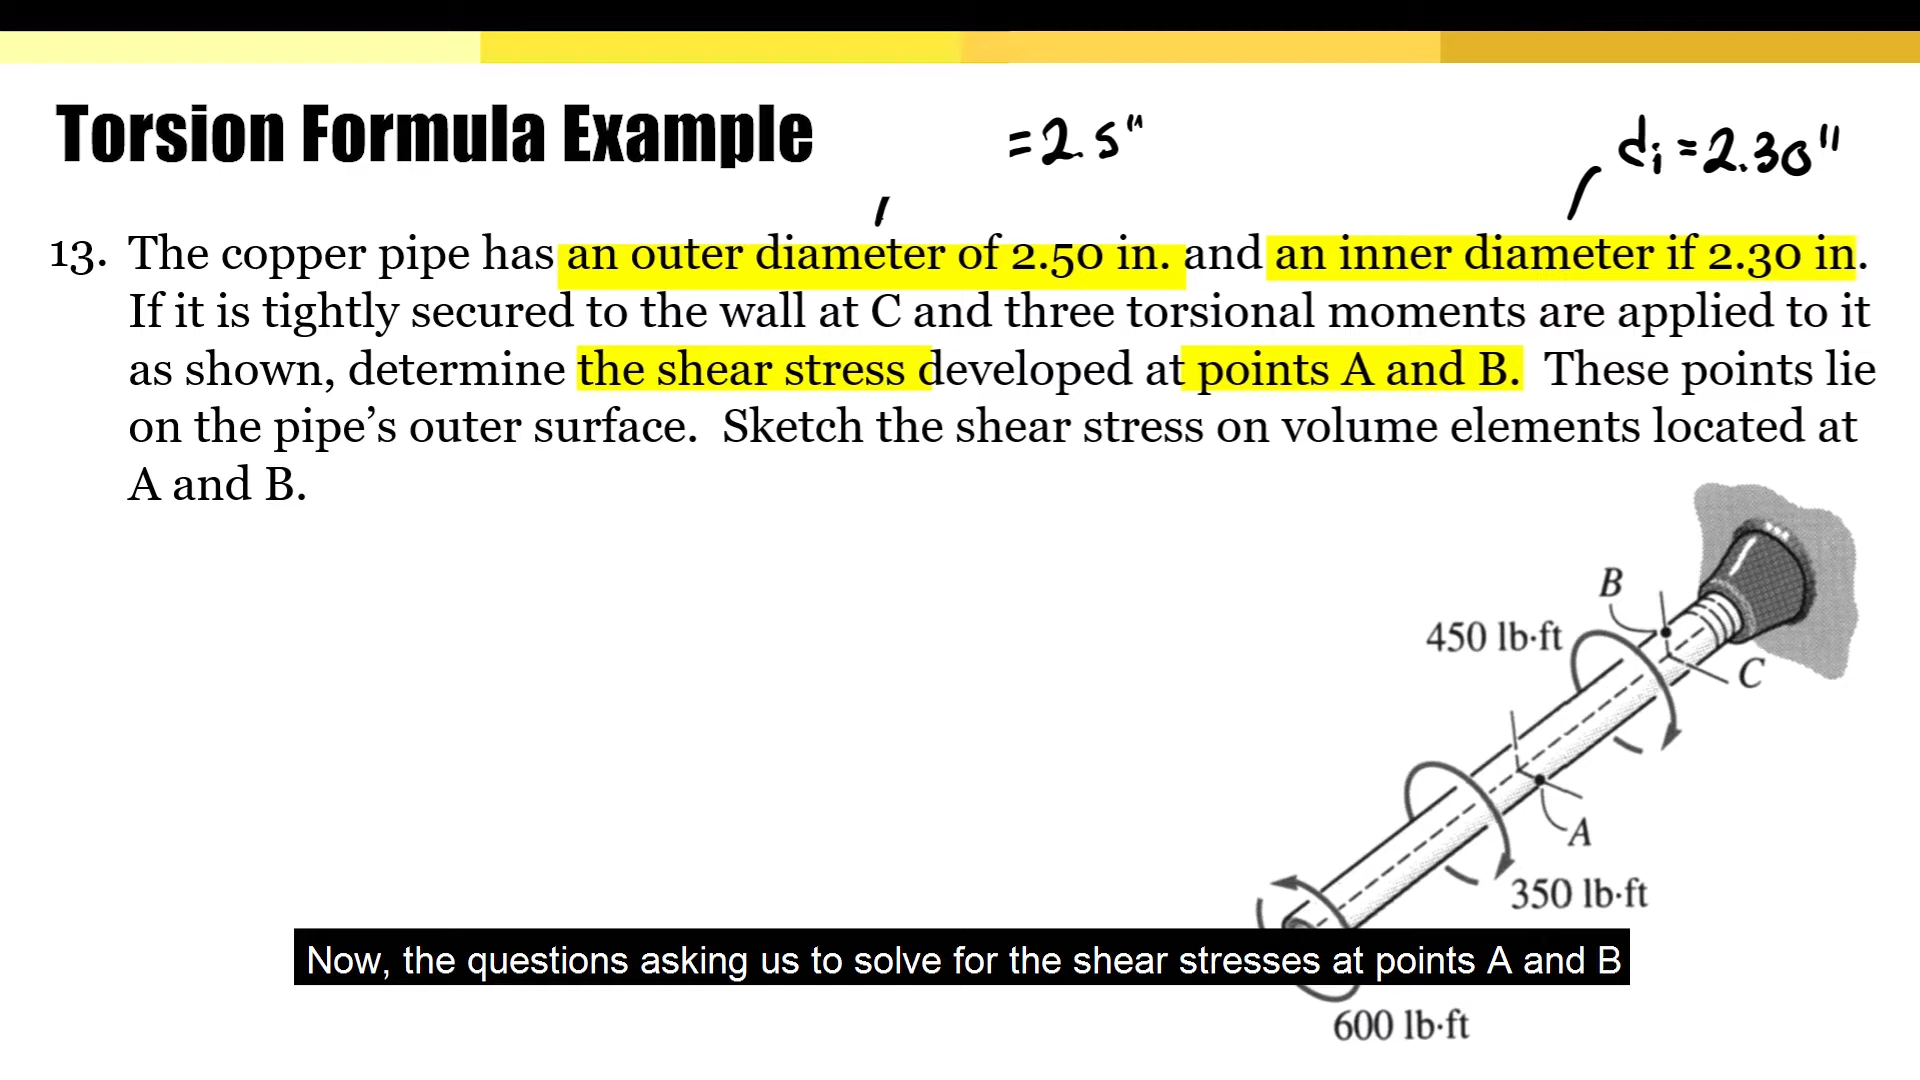 Torsion Formula Example
= 2.5"
di = 2.30"
13. The copper pipe has an outer diameter of 2.50 in. and an inner diameter if 2.30 in.
If it is tightly secured to the wall at C and three torsional moments are applied to it
as shown, determine the shear stress developed at points A and B. These points lie
on the pipe's outer surface. Sketch the shear stress on volume elements located at
A and B.
B
450 lb·ft
C
A
350 lb·ft
Now, the questions asking us to solve for the shear stresses at points A and B
600 lb·ft